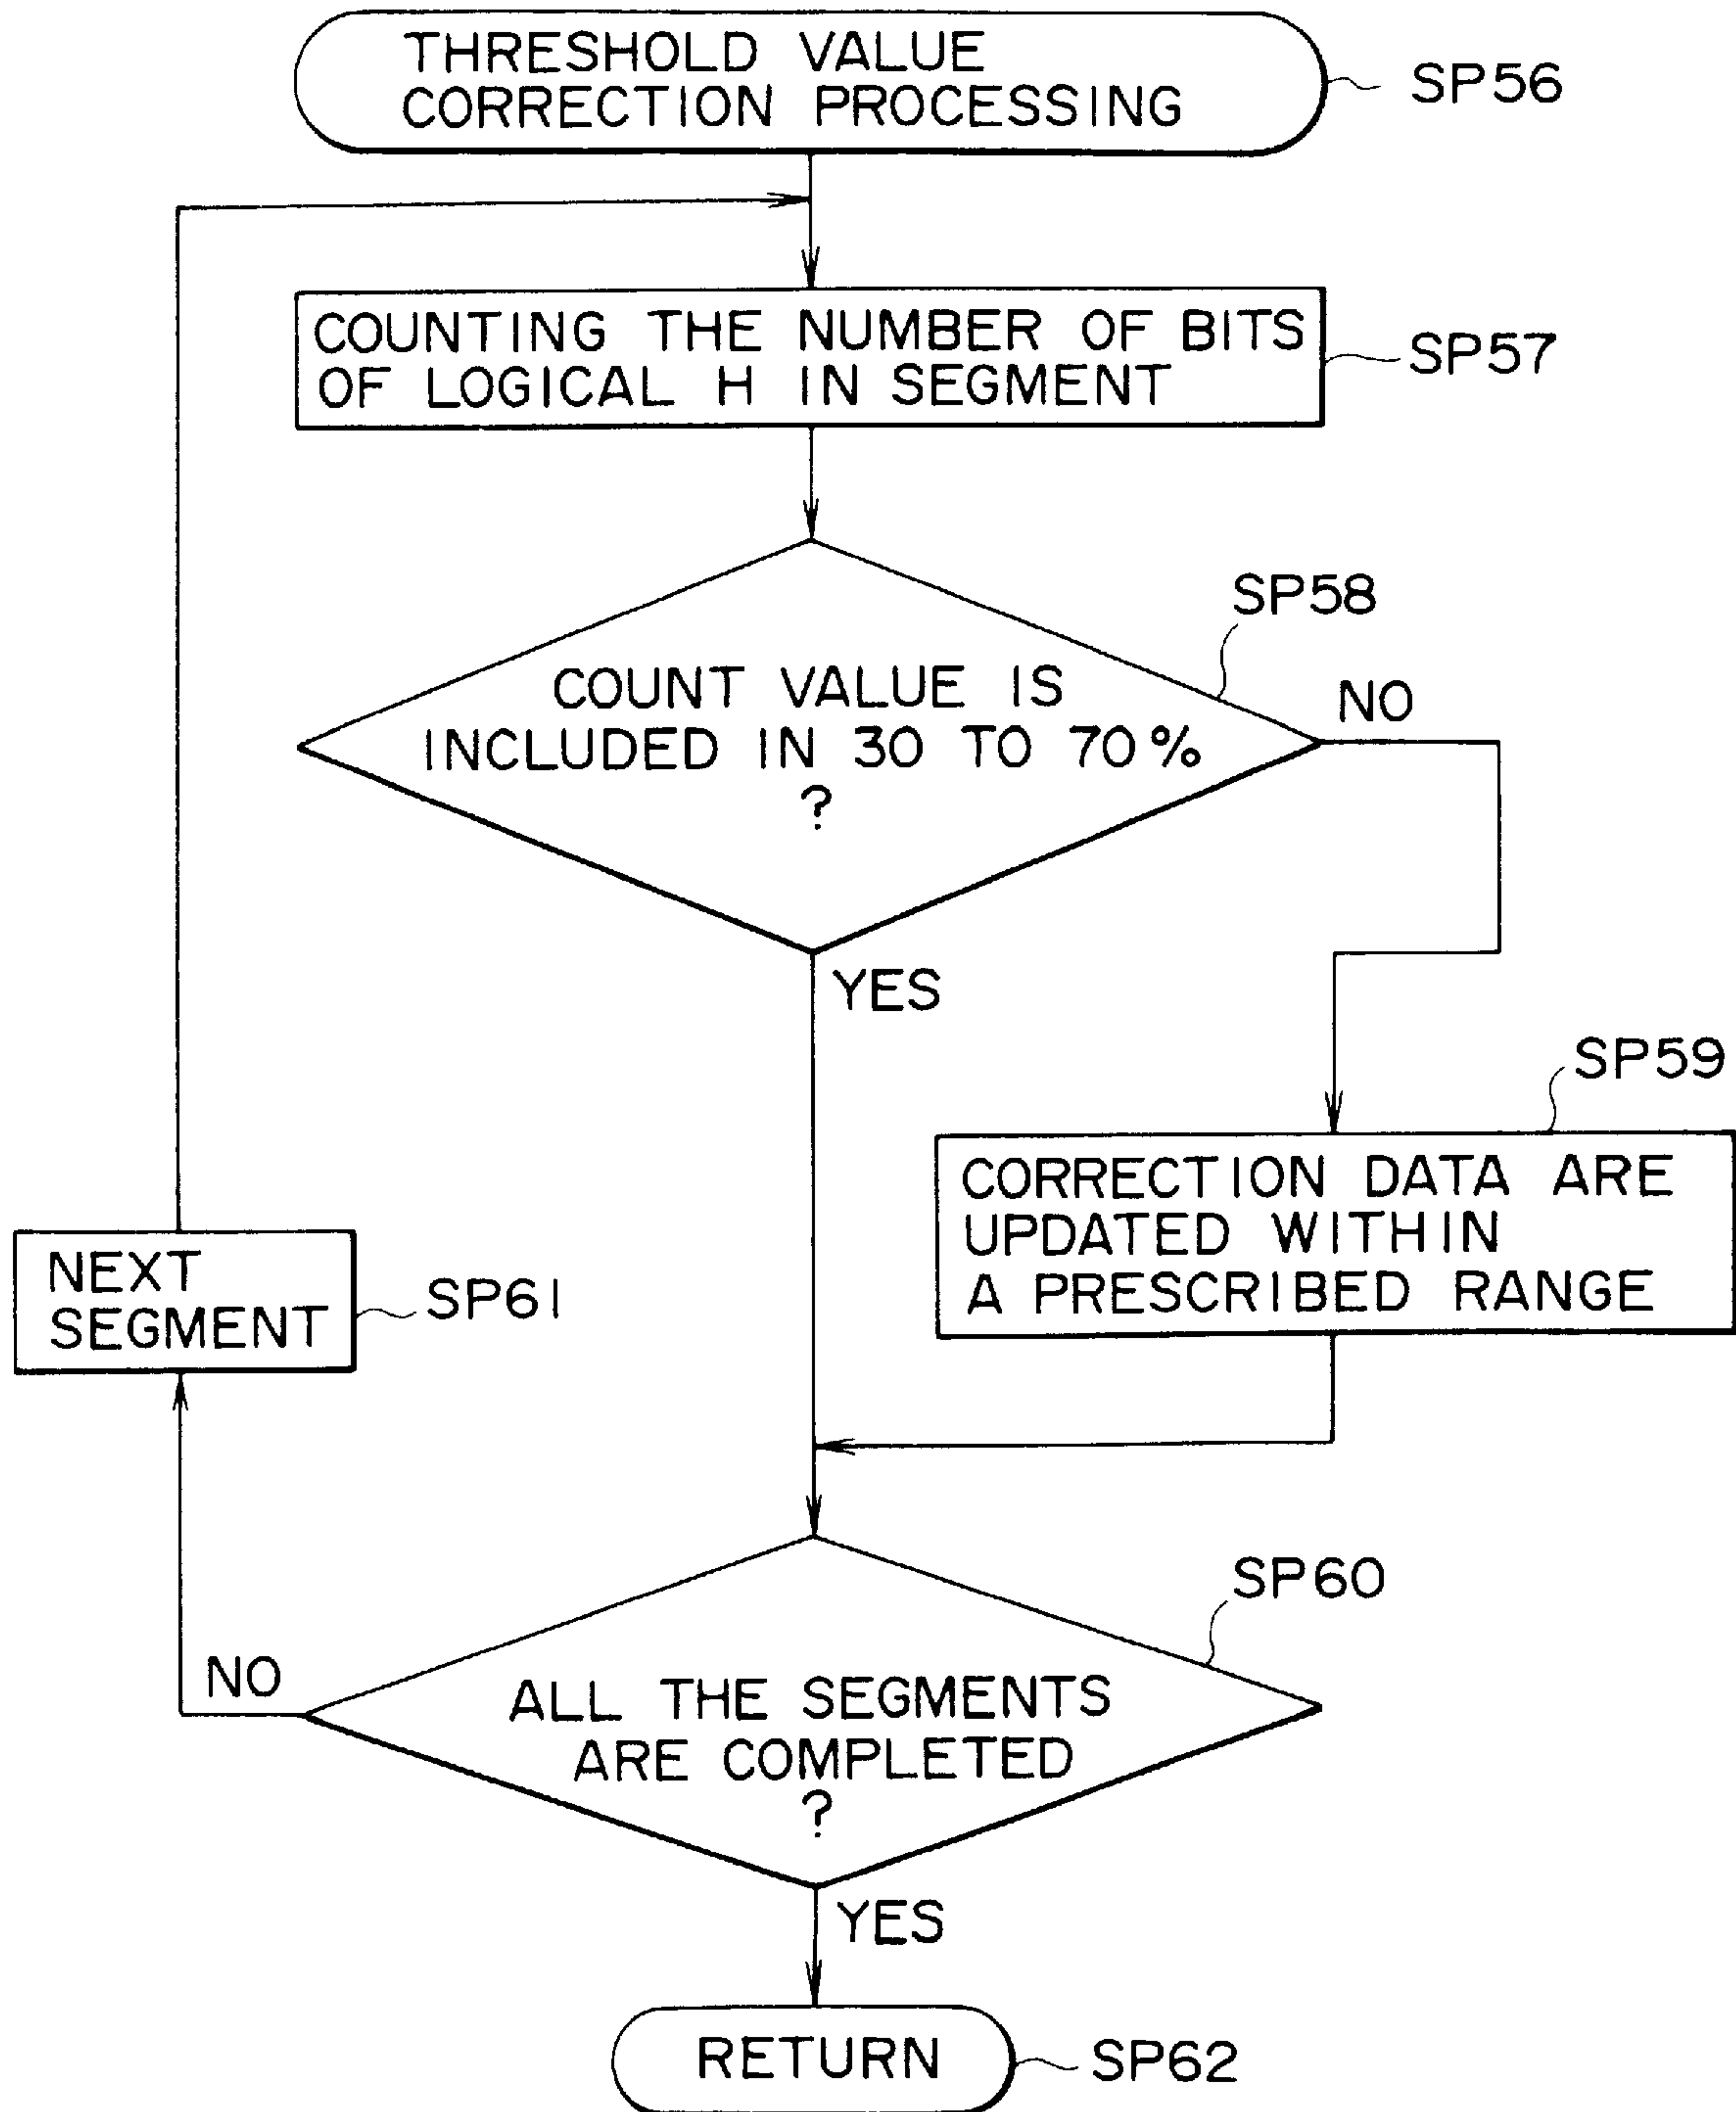 THRESHOLD VALUE
CORRECTION PROCESSING
SP56
COUNTING THE NUMBER OF BITS
OF LOGICAL H IN SEGMENT
SP57
SP58
COUNT VALUE IS
INCLUDED IN 30 TO 70%
?
NO
YES
SP59
CORRECTION DATA ARE
UPDATED WITHIN
A PRESCRIBED RANGE
NEXT
SEGMENT
SP61
SP60
NO
ALL THE SEGMENTS
ARE COMPLETED
?
YES
RETURN
SP62